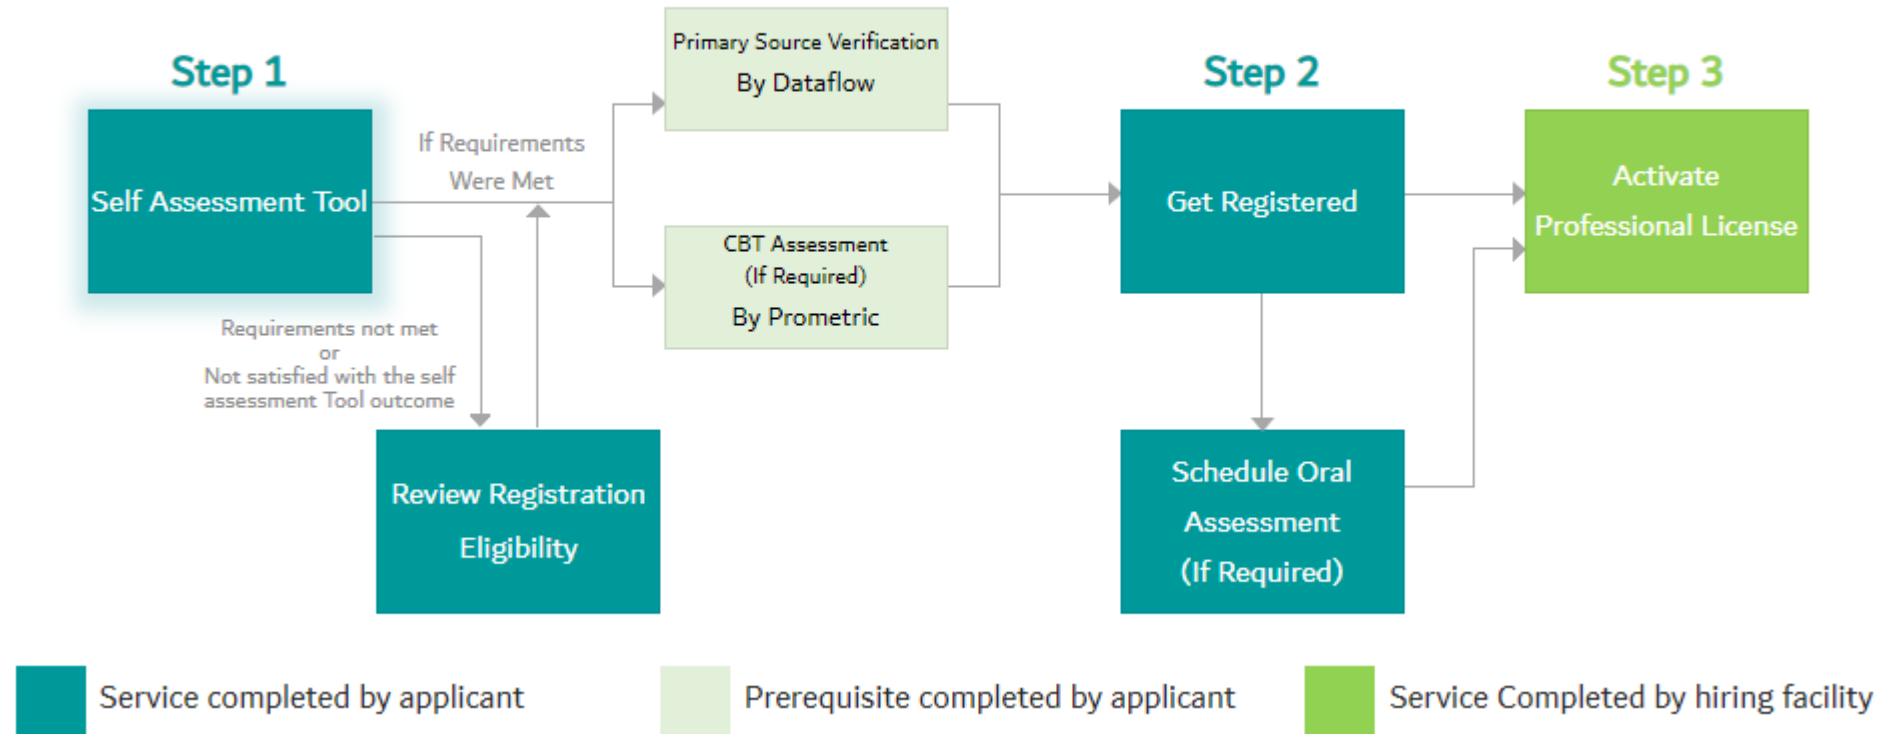 Step 1
Self Assessment Tool
If Requirements
Were Met
Requirements not met
or
Not satisfied with the self
assessment Tool outcome
Review Registration
Eligibility
Primary Source Verification
By Dataflow
CBT Assessment
(If Required)
By Prometric
Step 2
Get Registered
Schedule Oral
Assessment
(If Required)
Step 3
Activate
Professional License
Service completed by applicant
Prerequisite completed by applicant
Service Completed by hiring facility